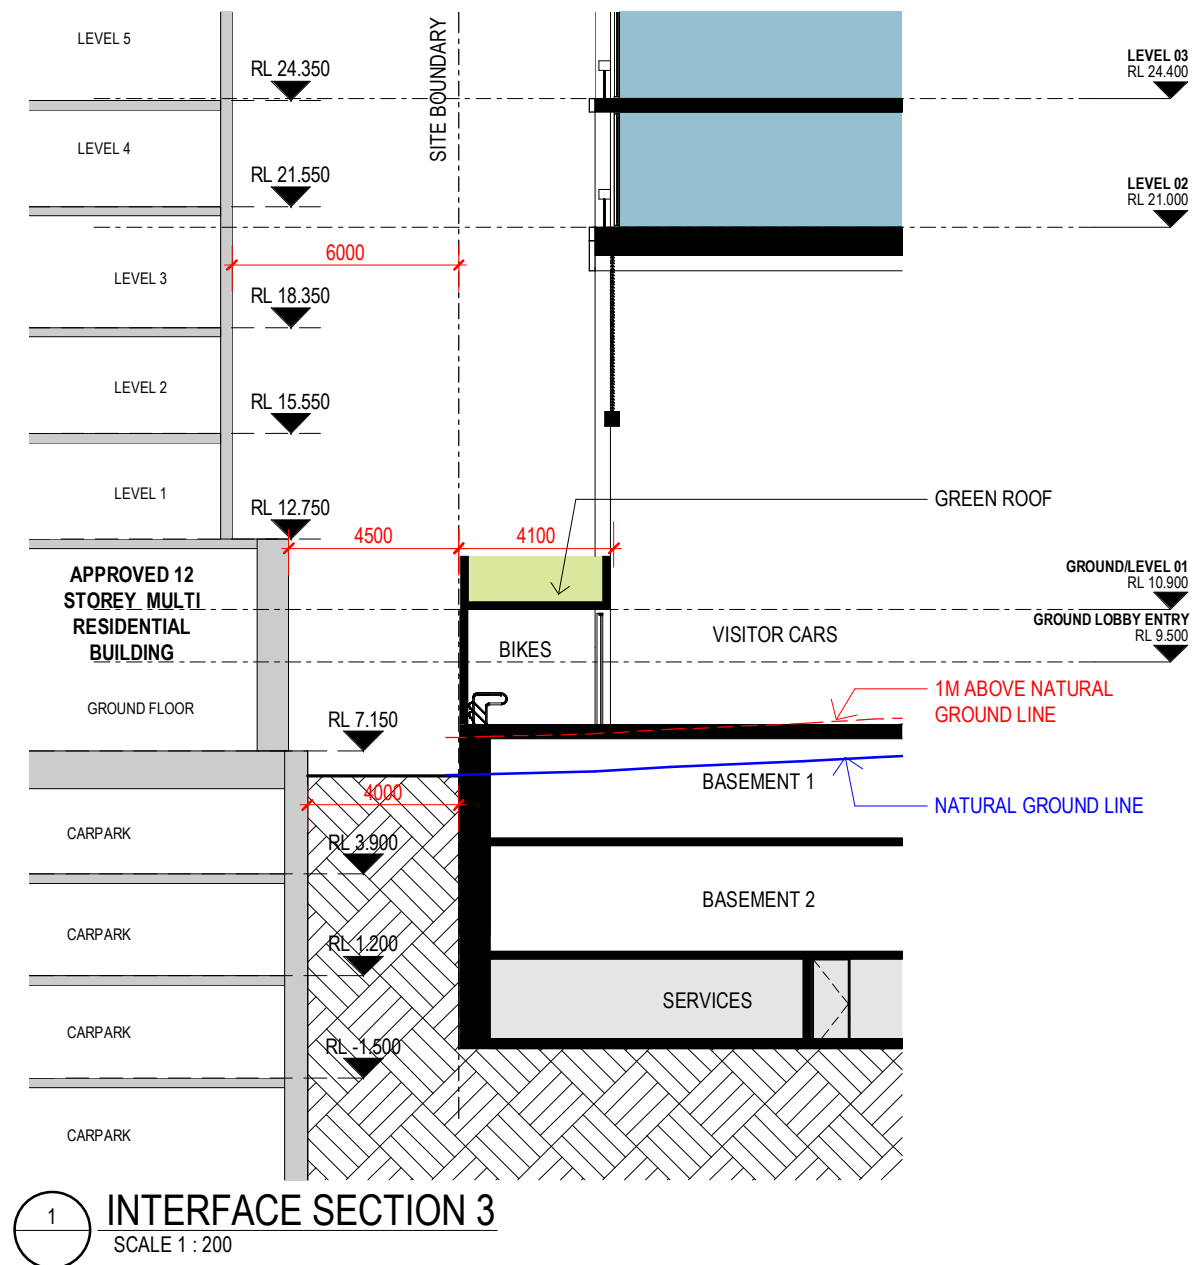 LEVEL 5
RL 24.350
SITE BOUNDARY
LEVEL 03
RL 24.400
LEVEL 4
RL 21.550
LEVEL 02
RL 21.000
6000
LEVEL 3
RL 18.350
LEVEL 2
RL 15.550
LEVEL 1
RL 12.750
GREEN ROOF
4500
4100
APPROVED 12
STOREY MULTI
RESIDENTIAL
BUILDING
GROUND/LEVEL 01
RL 10.900
GROUND LOBBY ENTRY
RL 9.500
BIKES
VISITOR CARS
GROUND FLOOR
RL 7.150
1M ABOVE NATURAL
GROUND LINE
BASEMENT 1
4000
NATURAL GROUND LINE
CARPARK
RL 3.900
BASEMENT 2
CARPARK
RL 1.200
SERVICES
CARPARK
RL -1.500
CARPARK
1
INTERFACE SECTION 3
SCALE 1 : 200